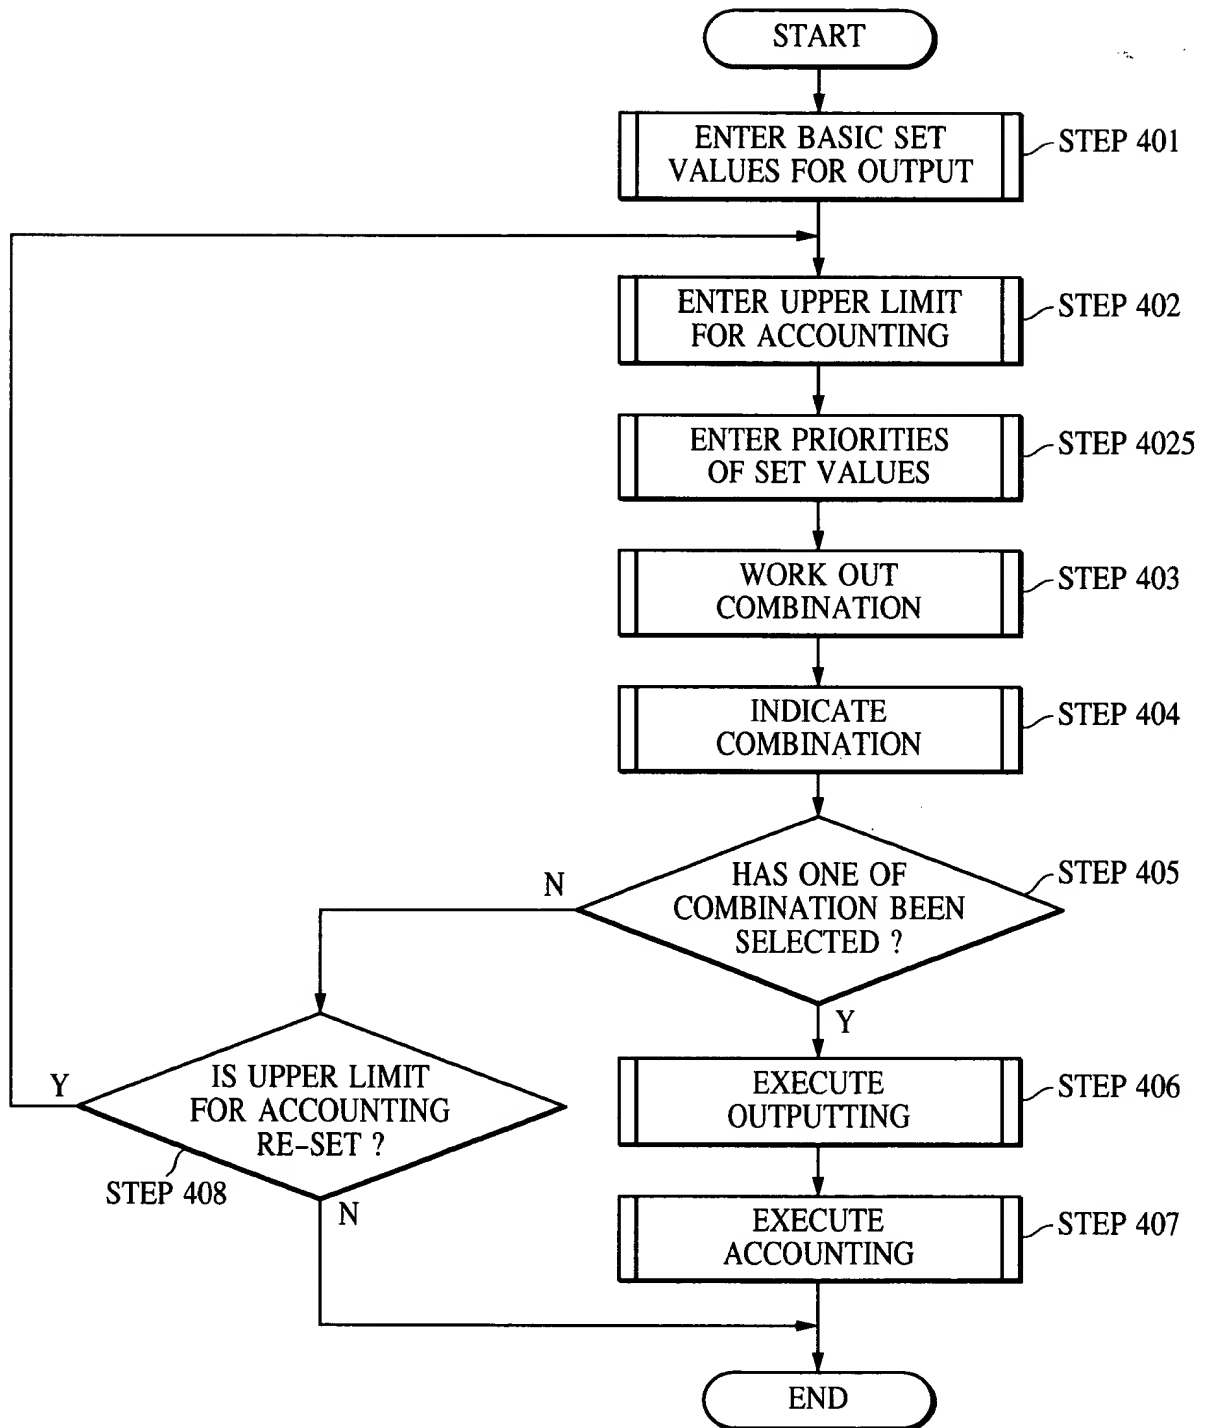 START
ENTER BASIC SET
VALUES FOR OUTPUT
STEP 401
ENTER UPPER LIMIT
FOR ACCOUNTING
STEP 402
ENTER PRIORITIES
OF SET VALUES
STEP 4025
WORK OUT
COMBINATION
STEP 403
INDICATE
COMBINATION
STEP 404
HAS ONE OF
COMBINATION BEEN
SELECTED ?
STEP 405
N
Y
IS UPPER LIMIT
FOR ACCOUNTING
RE-SET ?
STEP 408
Y
N
EXECUTE
OUTPUTTING
STEP 406
EXECUTE
ACCOUNTING
STEP 407
END